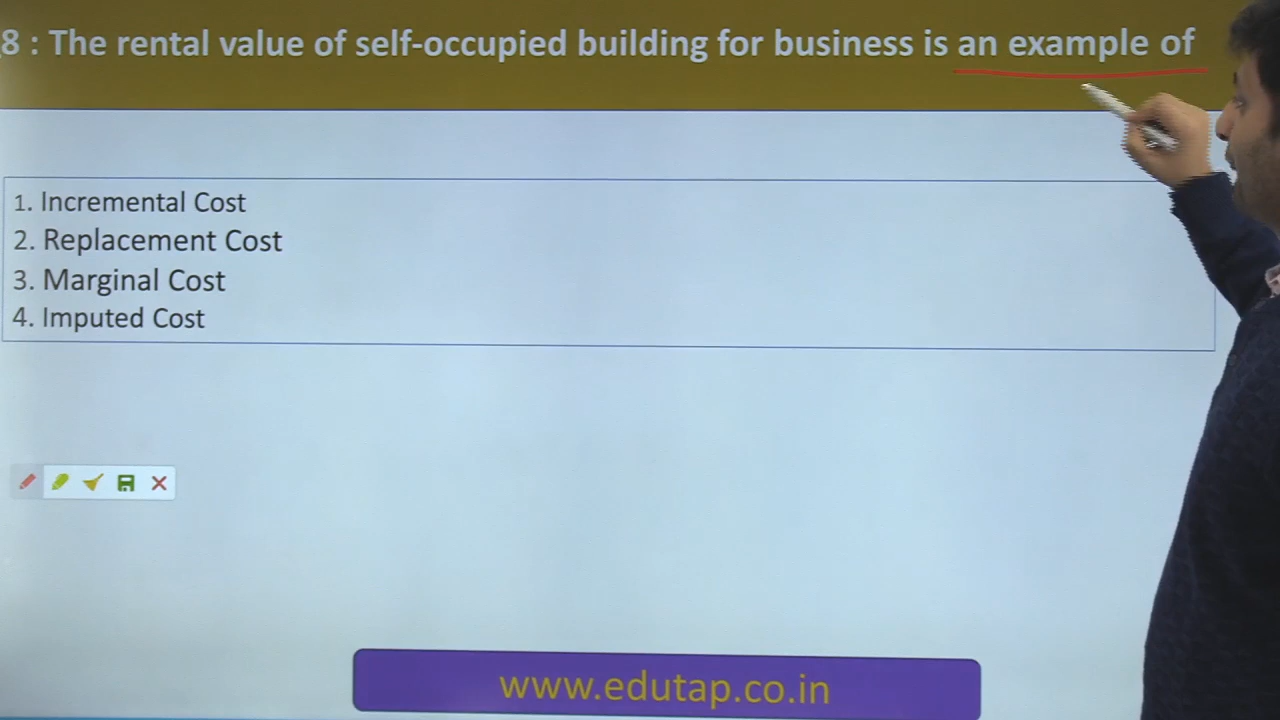 8 : The rental value of self-occupied building for business is an example of
1. Incremental Cost
2. Replacement Cost
3. Marginal Cost
4. Imputed Cost
www.edutap.co.in